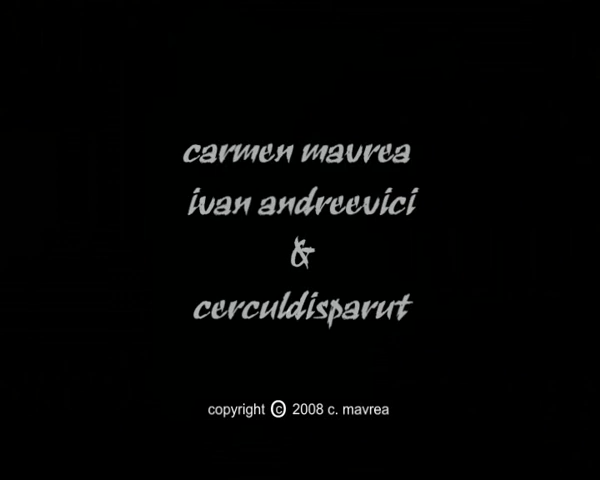 carmen mavrea
ivan andreevici
&
cerculdisparut
copyright © 2008 c. mavrea